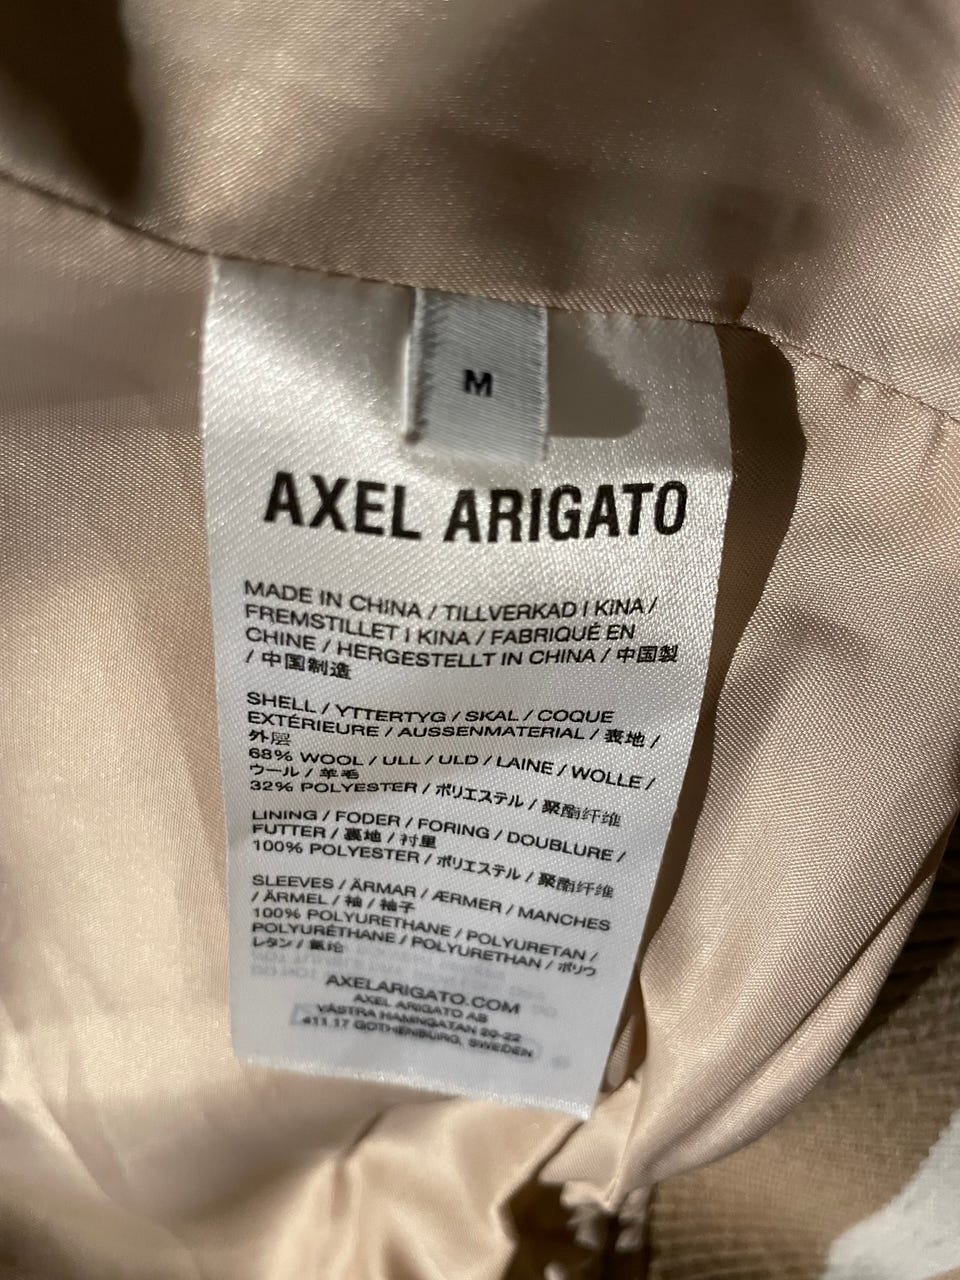 M
AXEL ARIGATO
MADE IN CHINA / TILLVERKAD I KINA /
FREMSTILLET I KINA / FABRIQUÉ EN
CHINE / HERGESTELLT IN CHINA / 中国製
/ 中国制造
SHELL / YTTERTYG / SKAL / COQUE
EXTÉRIEURE / AUSSENMATERIAL / 表地 /
外层
68% WOOL / ULL / ULD / LAINE / WOLLE /
ウール / 羊毛
32% POLYESTER / ポリエステル / 聚酯纤维
LINING / FODER / FORING / DOUBLURE /
FUTTER / 裏地 / 衬里
100% POLYESTER / ポリエステル / 聚酯纤维
SLEEVES / ÄRMAR / ÆRMER / MANCHES
/ ÄRMEL / 袖 / 袖子
100% POLYURETHANE / POLYURETAN /
POLYURÉTHANE / POLYURETHAN / ポリウ
レタン / 氨纶
AXELARIGATO.COM
AXEL ARIGATO AB
VÄSTRA HAMNGATAN 20-22
411 17 GOTHENBURG, SWEDEN